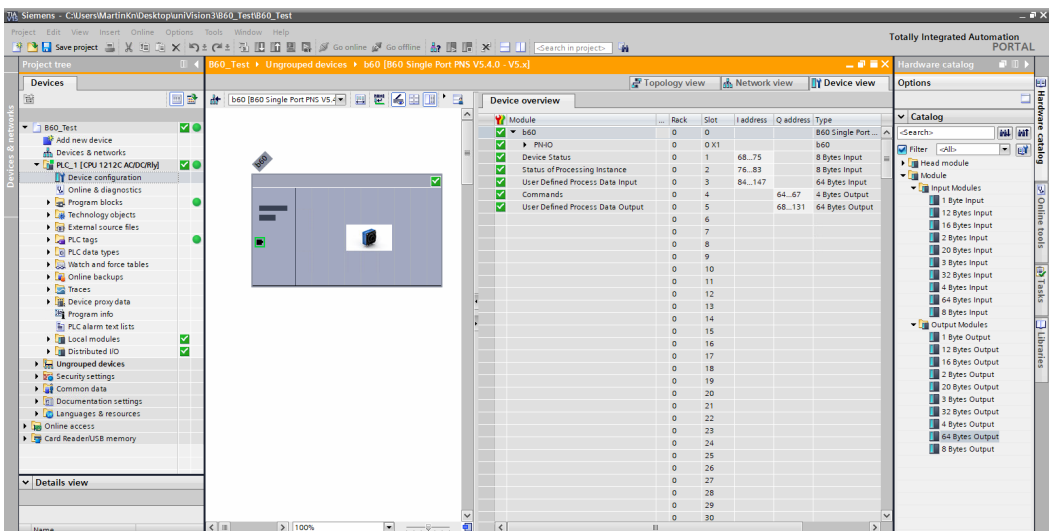 Siemens - C:\Users\MartinKn\Desktop\uniVision3\B60_Test\B60_Test
Project Edit View Insert Online Options Tools Window Help
Save project Go online Go offline <Search in project>
Totally Integrated Automation
PORTAL
Project tree
B60_Test Ungrouped devices b60 [B60 Single Port PNS V5.4.0 - V5.x]
Hardware catalog
Devices
Topology view Network view Device view
Options
b60 [B60 Single Port PNS V5.4
Device overview
Catalog
<Search>
Filter <All>
Head module
Module
Input Modules
1 Byte Input
12 Bytes Input
16 Bytes Input
2 Bytes Input
20 Bytes Input
3 Bytes Input
32 Bytes Input
4 Bytes Input
64 Bytes Input
8 Bytes Input
Output Modules
1 Byte Output
12 Bytes Output
16 Bytes Output
2 Bytes Output
20 Bytes Output
3 Bytes Output
32 Bytes Output
4 Bytes Output
64 Bytes Output
8 Bytes Output
B60_Test
Add new device
Devices & networks
PLC_1 [CPU 1212C AC/DC/Rly]
Device configuration
Online & diagnostics
Program blocks
Technology objects
External source files
PLC tags
PLC data types
Watch and force tables
Online backups
Traces
Device proxy data
Program info
PLC alarm text lists
Local modules
Distributed I/O
Ungrouped devices
Security settings
Common data
Documentation settings
Languages & resources
Online access
Card Reader/USB memory
Details view
Name
b60
100%
Module ... Rack Slot I address Q address Type
b60 0 0 B60 Single Port ...
PN-IO 0 0 X1 b60
Device Status 0 1 68...75 8 Bytes Input
Status of Processing Instance 0 2 76...83 8 Bytes Input
User Defined Process Data Input 0 3 84...147 64 Bytes Input
Commands 0 4 64...67 4 Bytes Output
User Defined Process Data Output 0 5 68...131 64 Bytes Output
0 6
0 7
0 8
0 9
0 10
0 11
0 12
0 13
0 14
0 15
0 16
0 17
0 18
0 19
0 20
0 21
0 22
0 23
0 24
0 25
0 26
0 27
0 28
0 29
0 30
Devices & networks
Hardware catalog
Online tools
Tasks
Libraries